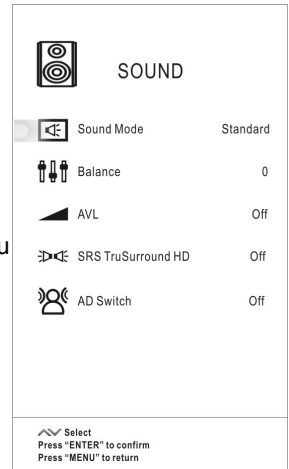 SOUND
Sound Mode Standard
Balance 0
AVL Off
u
SRS TruSurround HD Off
AD Switch Off
Select
Press “ENTER” to confirm
Press “MENU” to return